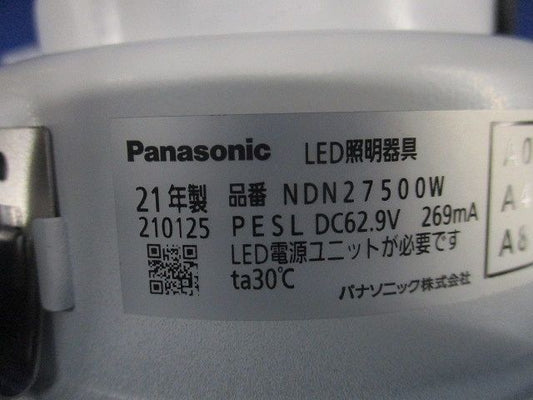 Panasonic LED照明器具
21年製 品番 NDN27500W
210125 PESL DC62.9V 269mA
LED電源ユニットが必要です
ta30℃
パナソニック株式会社
A
A4
A8